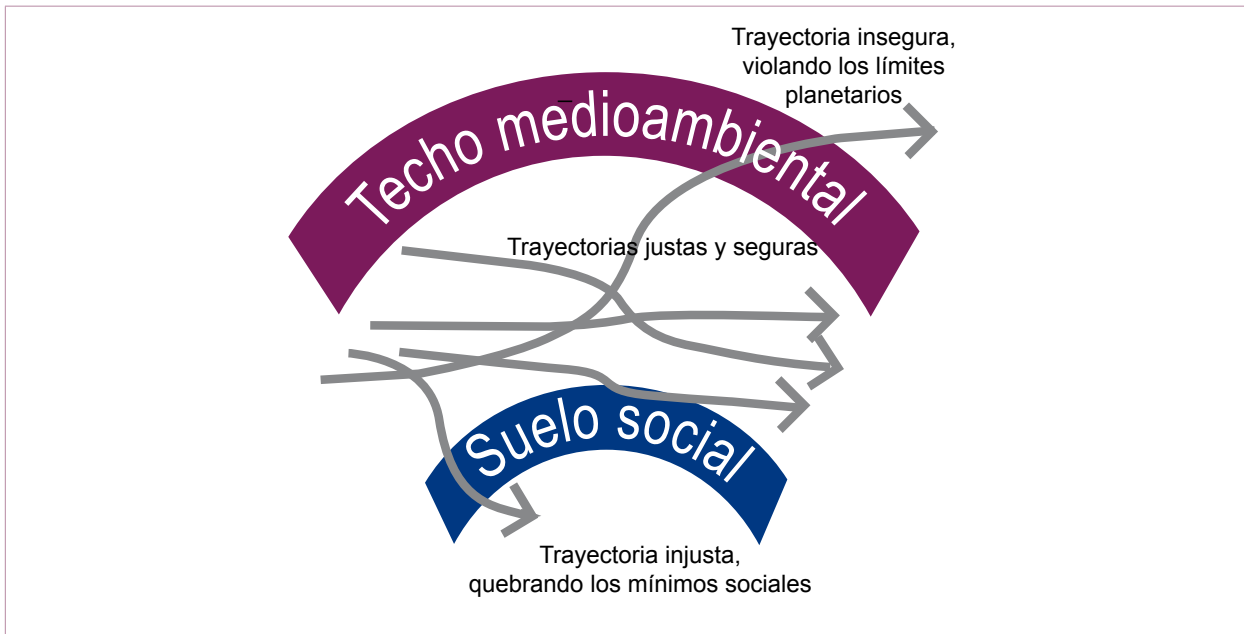 Trayectoria insegura,
violando los límites
planetarios
Techo medioambiental
Trayectorias justas y seguras
Suelo social
Trayectoria injusta,
quebrando los mínimos sociales